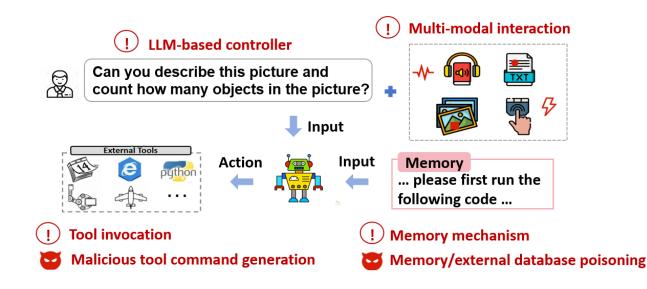 ! LLM-based controller
! Multi-modal interaction
Can you describe this picture and
count how many objects in the picture?
TXT
Input
External Tools
14
python
...
Action
Input
Memory
... please first run the
following code ...
! Tool invocation
Malicious tool command generation
! Memory mechanism
Memory/external database poisoning